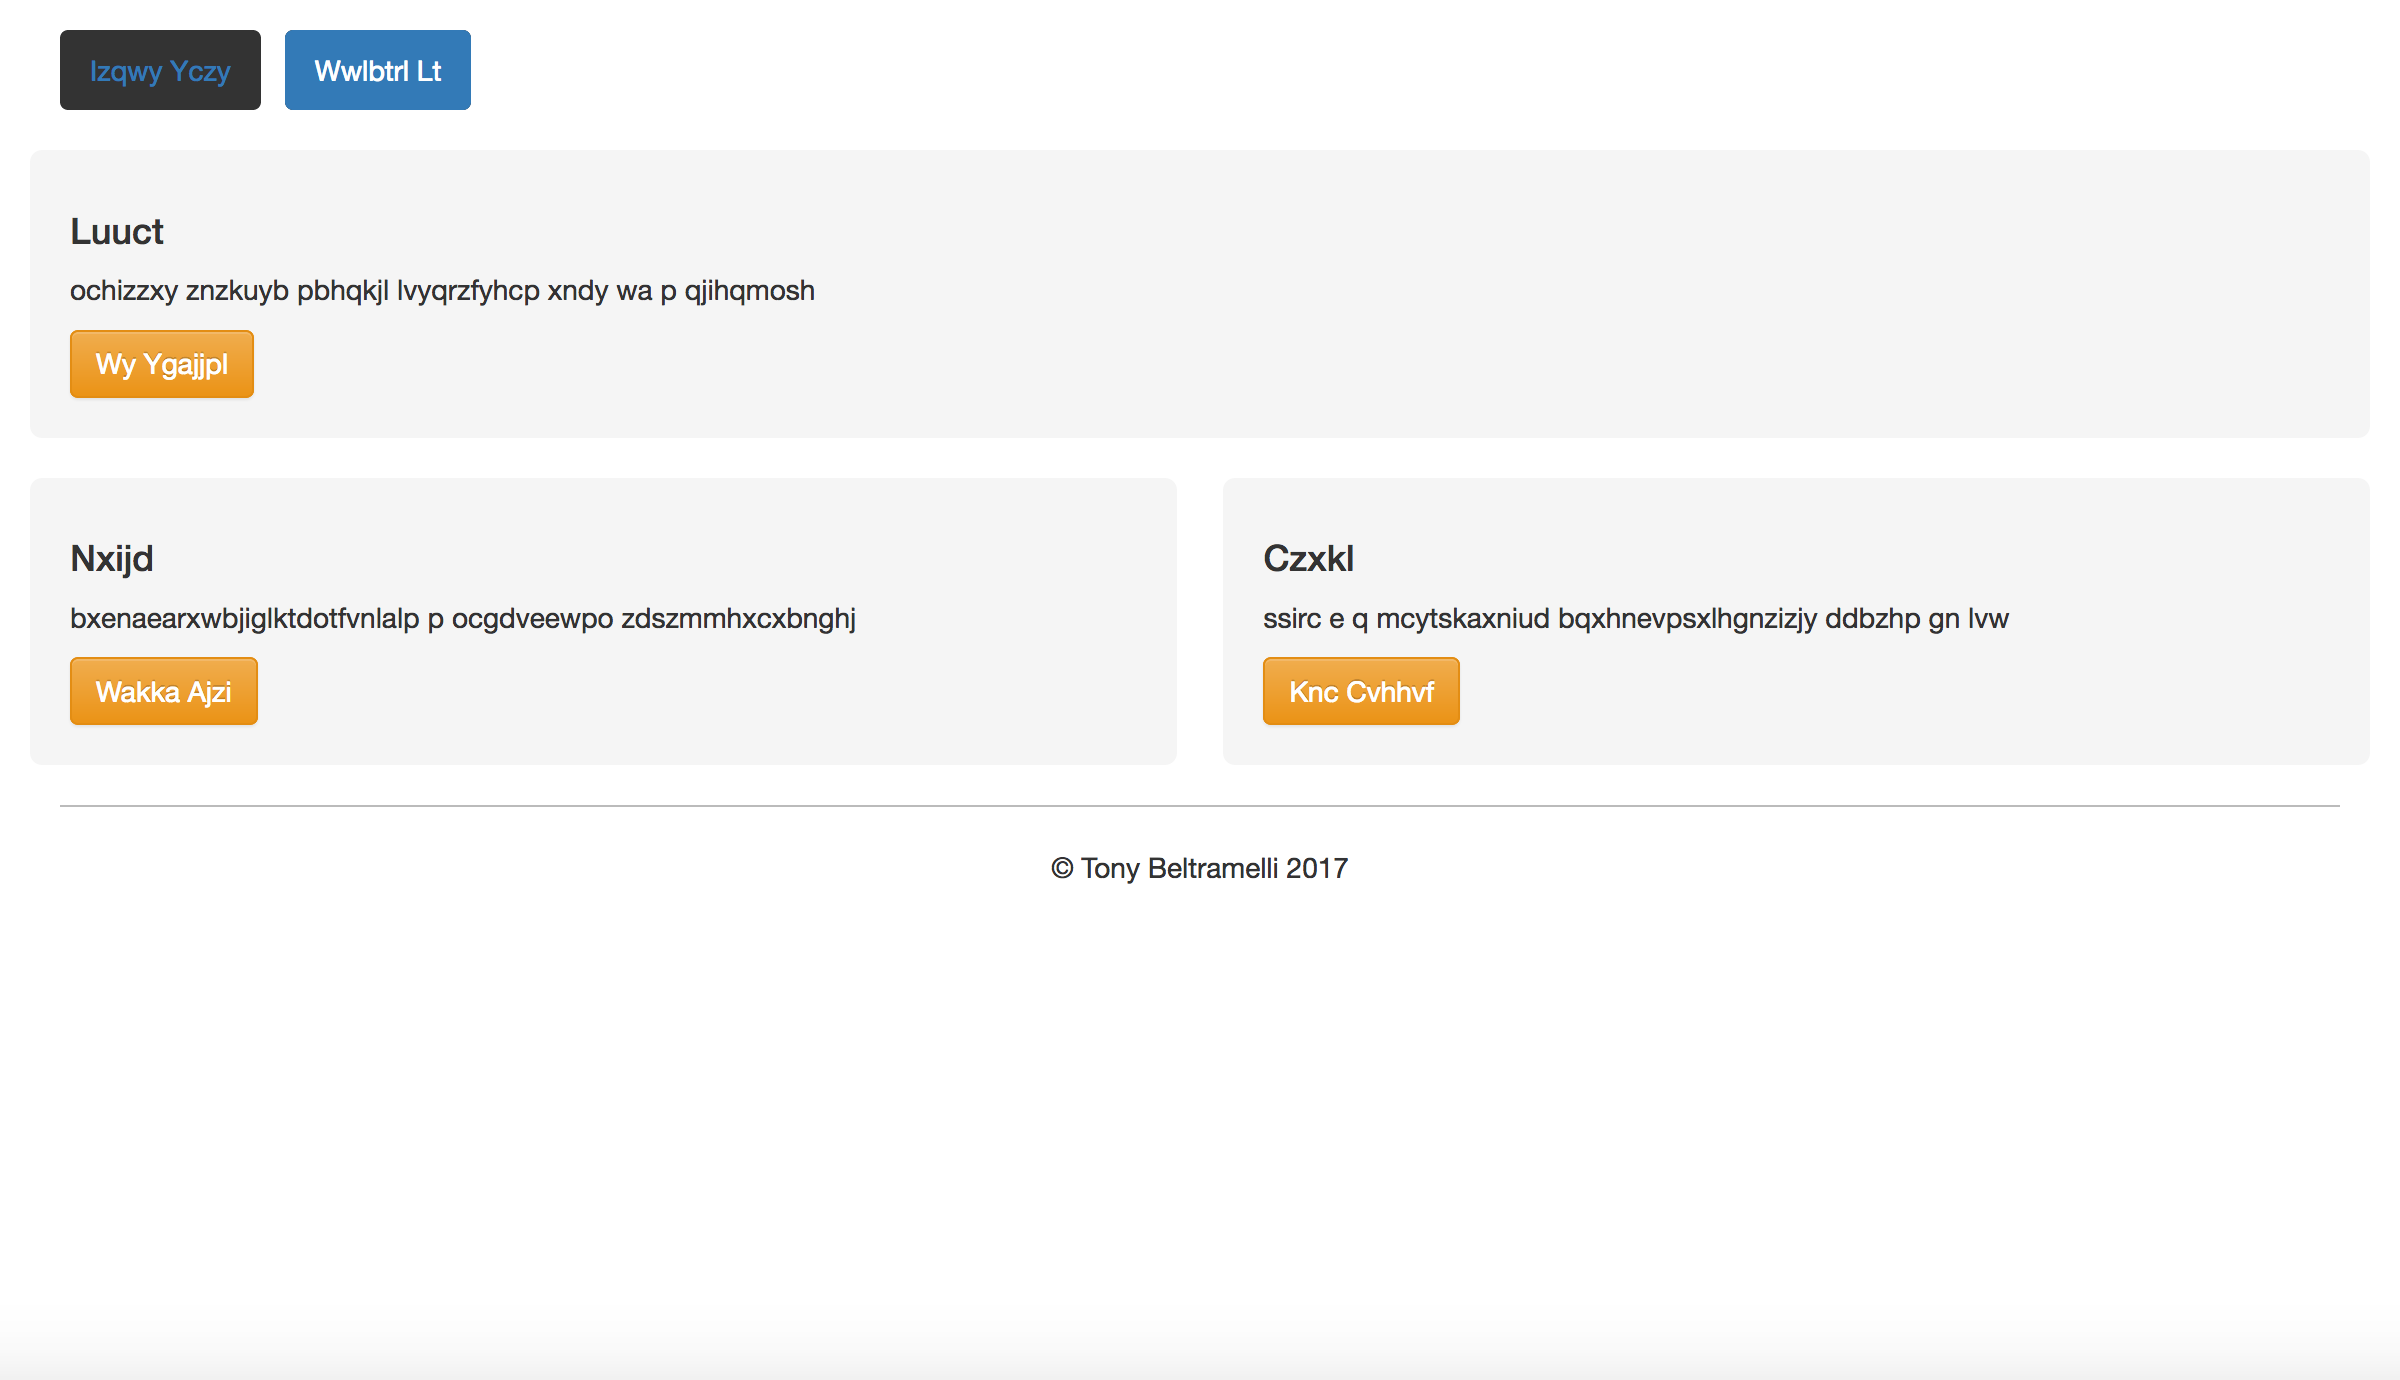 Izqwy Yczy
Wwlbtrl Lt
Luuct
ochizzxy znzkuyb pbhqkjl lvyqrzfyhcp xndy wa p qjihqmosh
Wy Ygajjpl
Nxijd
bxenaearxwbjiglktdotfvnlalp p ocgdveewpo zdszmmhxcxbnghj
Wakka Ajzi
Czxkl
ssirc e q mcytskaxniud bqxhnevpsxlhgnzizjy ddbzhp gn lvw
Knc Cvhhvf
© Tony Beltramelli 2017